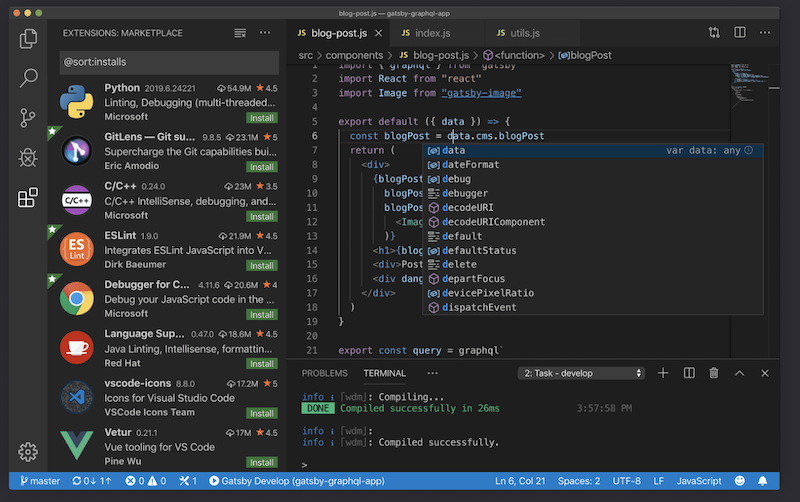 blog-post.js — gatsby-graphql-app
EXTENSIONS: MARKETPLACE
@sort:installs
Python 2019.6.24221 54.9M 4.5
Linting, Debugging (multi-threaded...
Microsoft Install
GitLens — Git su... 9.8.5 23.1M 5
Supercharge the Git capabilities bui...
Eric Amodio Install
C/C++ 0.24.0 23M 3.5
C/C++
C/C++ IntelliSense, debugging, and...
Microsoft Install
ESLint 1.9.0 21.9M 4.5
ES
Lint
Integrates ESLint JavaScript into V...
Dirk Baeumer Install
Debugger for C... 4.11.6 20.6M 4
Debug your JavaScript code in the ...
Microsoft Install
Language Sup... 0.47.0 18.6M 4.5
Java Linting, Intellisense, formattin...
Red Hat Install
vscode-icons 8.8.0 17.2M 5
Icons for Visual Studio Code
VSCode Icons Team Install
Vetur 0.21.1 17M 4.5
Vue tooling for VS Code
Pine Wu Install
JS blog-post.js JS index.js JS utils.js
src › components › JS blog-post.js › <function> › blogPost
1 import { graphql } from "gatsby"
2 import React from "react"
3 import Image from "gatsby-image"
4
5 export default ({ data }) => {
6 const blogPost = data.cms.blogPost
7 return (
8 <div>
9 {blogPost
10 blogPo
11 blogPo
12 <Imag
13 )}
14 <h1>{blog
15 <div>Post
16 <div dang
17 </div>
18 )
19 }
20
21 export const query = graphql`
data var data: any
dateFormat
debug
debugger
decodeURI
decodeURIComponent
default
defaultStatus
delete
departFocus
devicePixelRatio
dispatchEvent
PROBLEMS TERMINAL ··· 2: Task - develop
info i [wdm]: Compiling...
DONE Compiled successfully in 26ms 3:57:58 PM
info i [wdm]:
info i [wdm]: Compiled successfully.
>
master 0↓ 1↑ 0 0 1 Gatsby Develop (gatsby-graphql-app) Ln 6, Col 21 Spaces: 2 UTF-8 LF JavaScript